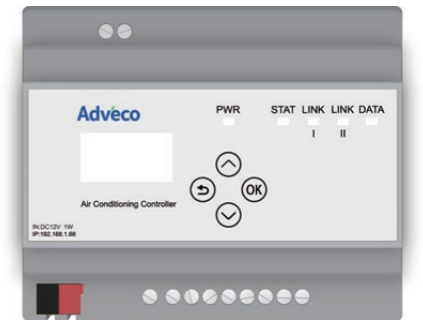 Adveco
PWR STAT LINK LINK DATA
I II
OK
Air Conditioning Controller
IN:DC12V 1W
IP:192.168.1.66